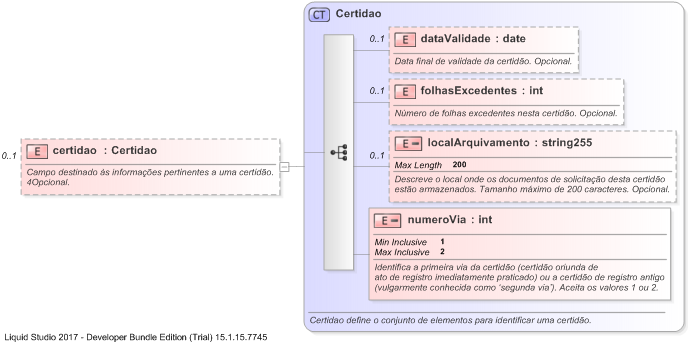 CT Certidao
0..1
E dataValidade : date
Data final de validade da certidão. Opcional.
0..1
E folhasExcedentes : int
Número de folhas excedentes nesta certidão. Opcional.
0..1
E certidao : Certidao
Campo destinado ás informações pertinentes a uma certidão.
4Opcional.
0..1
E localArquivamento : string255
Max Length 200
Descreve o local onde os documentos de solicitação desta certidão
estão armazenados. Tamanho máximo de 200 caracteres. Opcional.
E numeroVia : int
Min Inclusive 1
Max Inclusive 2
Identifica a primeira via da certidão (certidão oriunda de
ato de registro imediatamente praticado) ou a certidão de registro antigo
(vulgarmente conhecida como 'segunda via'). Aceita os valores 1 ou 2.
Certidao define o conjunto de elementos para identificar uma certidão.
Liquid Studio 2017 - Developer Bundle Edition (Trial) 15.1.15.7745